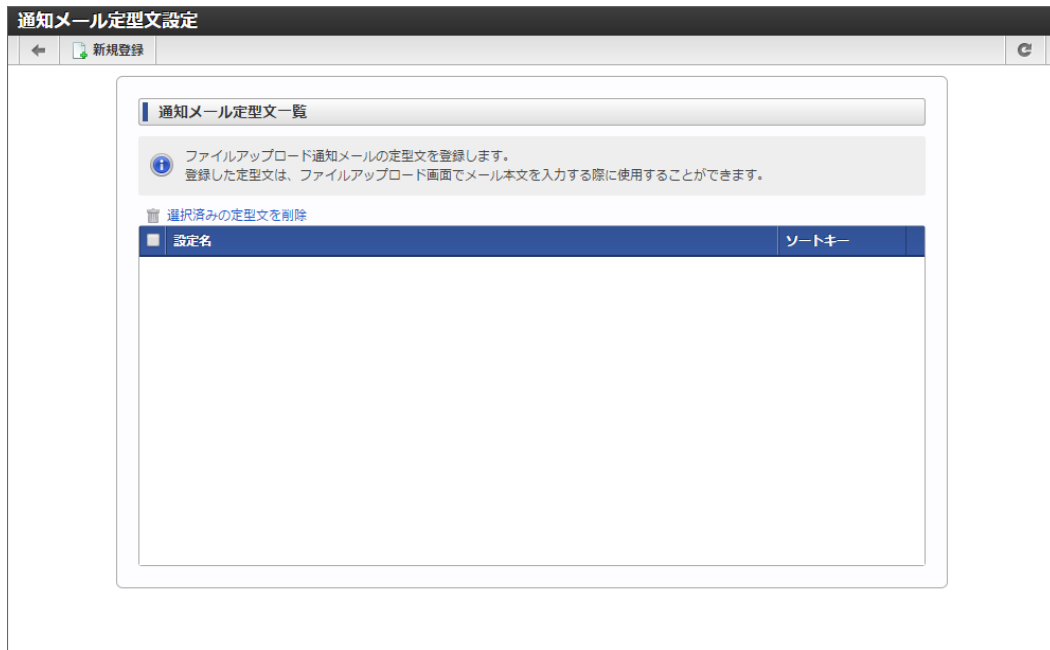 通知メール定型文設定
新規登録
通知メール定型文一覧
ファイルアップロード通知メールの定型文を登録します。
登録した定型文は、ファイルアップロード画面でメール本文を入力する際に使用することができます。
選択済みの定型文を削除
設定名 ソートキー